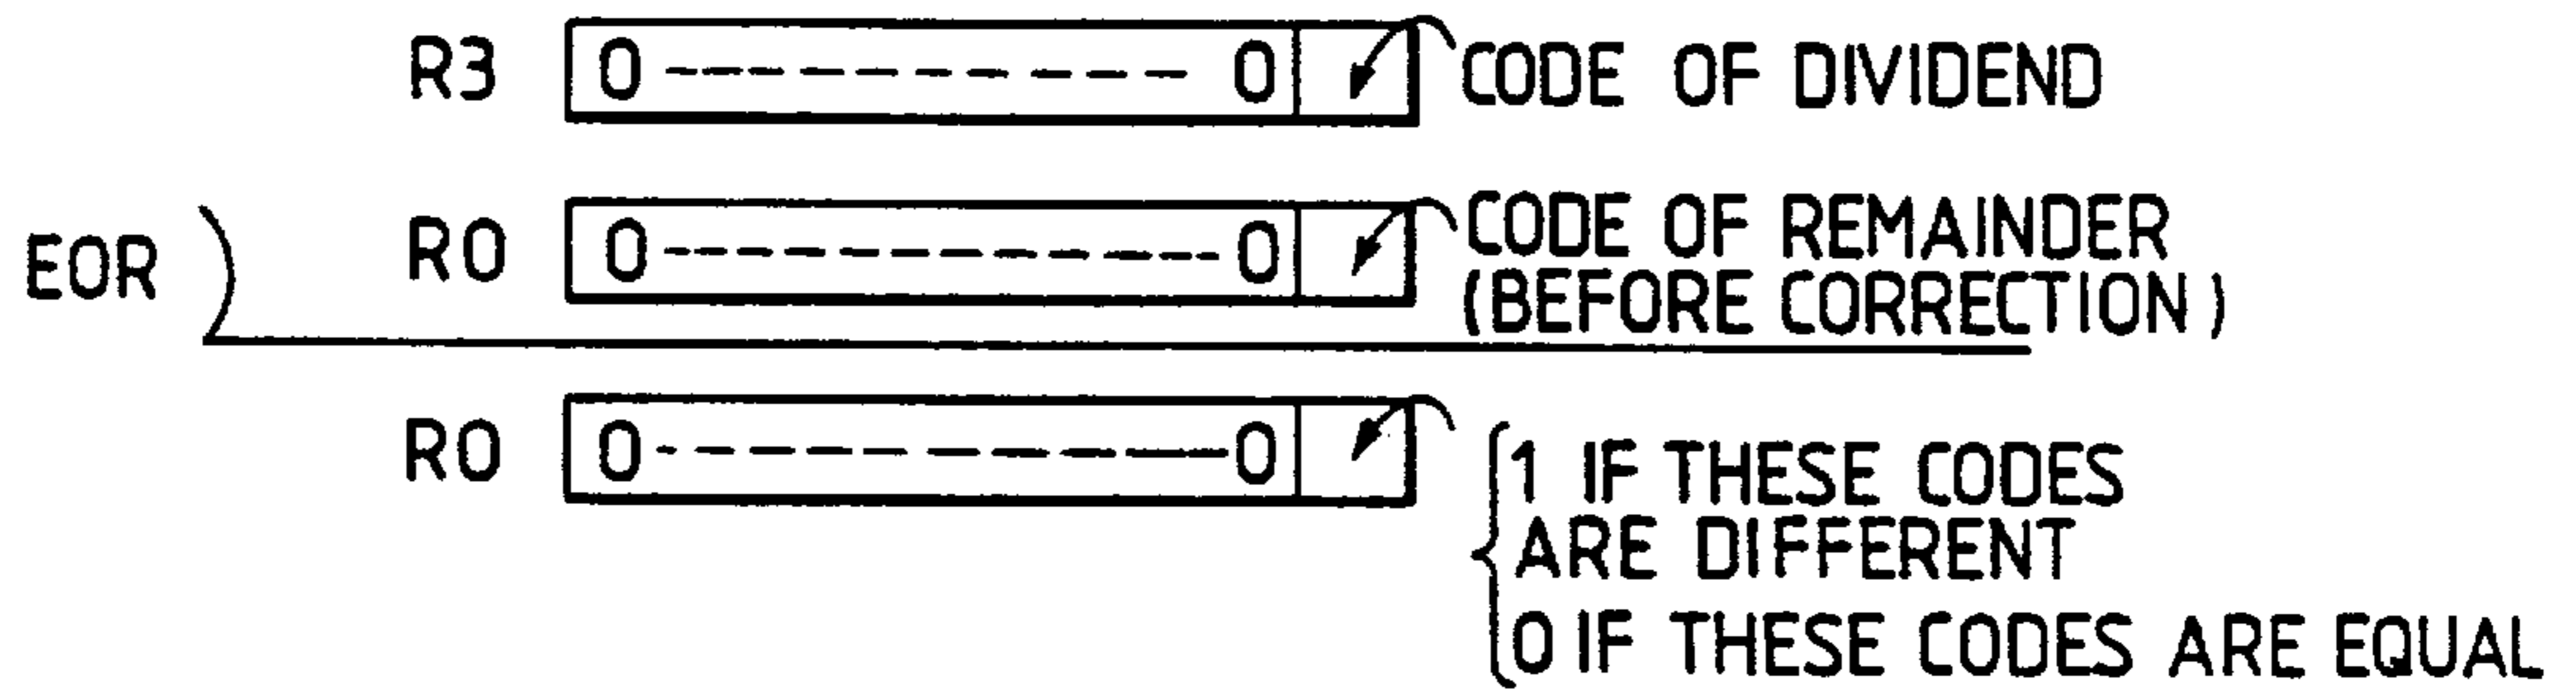 R3 0 0 CODE OF DIVIDEND
EOR R0 0 0 CODE OF REMAINDER
(BEFORE CORRECTION)
R0 0 0
1 IF THESE CODES
ARE DIFFERENT
0 IF THESE CODES ARE EQUAL